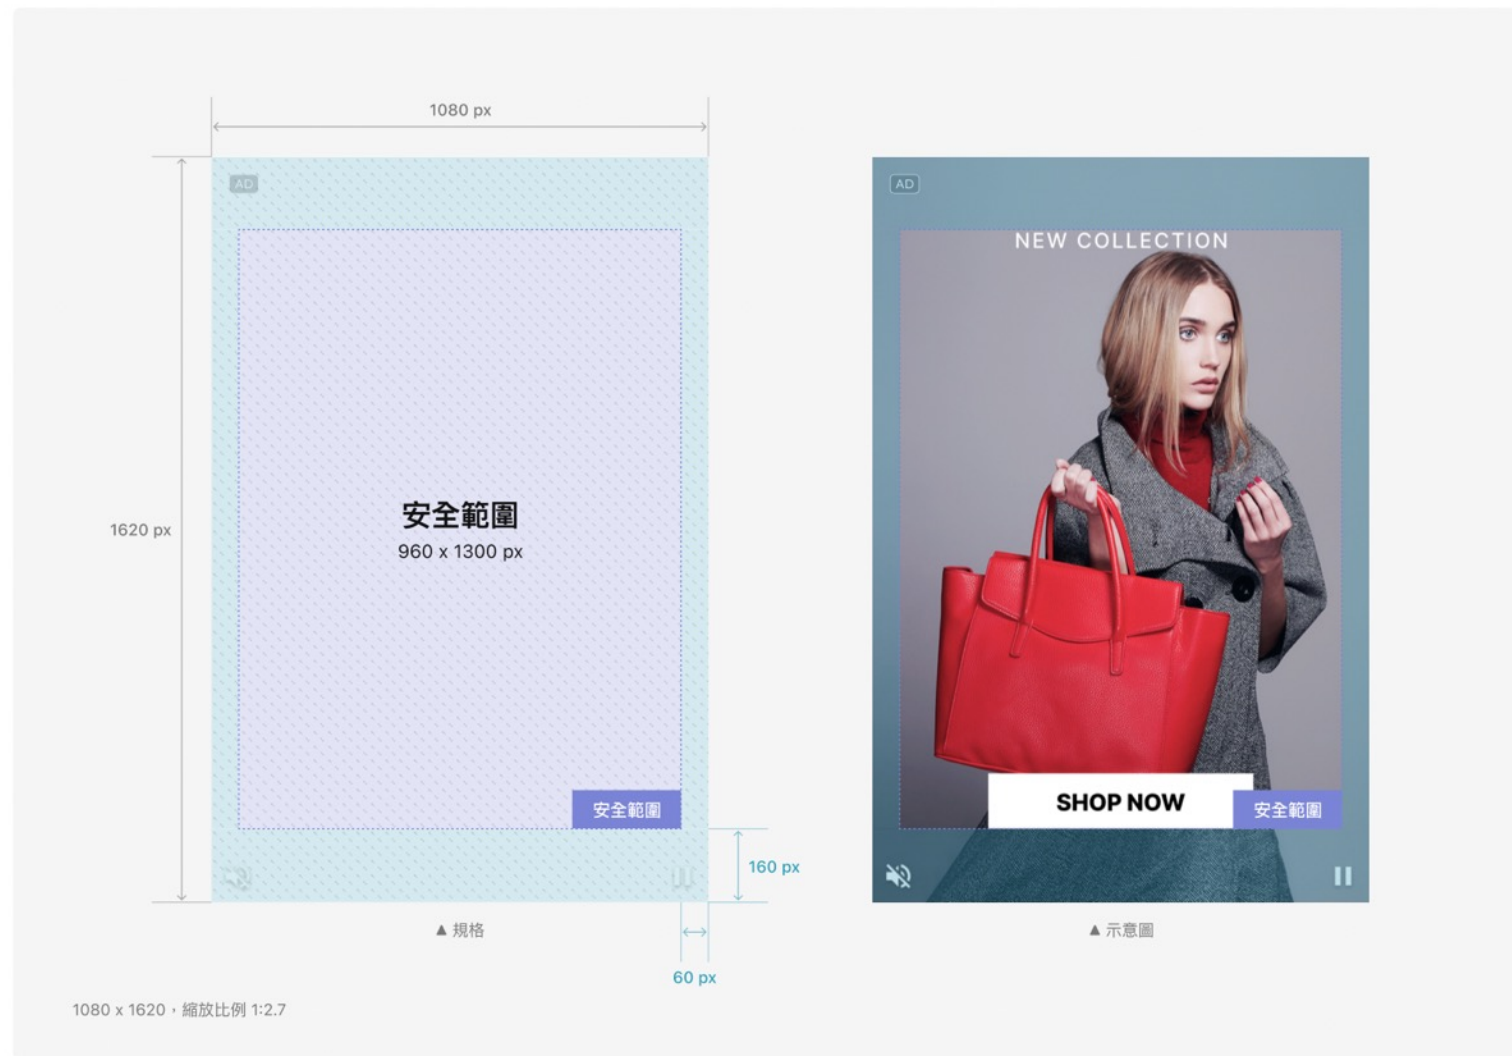 1080 px
AD
1620 px
安全範圍
960 x 1300 px
安全範圍
160 px
60 px
▲ 規格
AD
NEW COLLECTION
SHOP NOW
安全範圍
▲ 示意圖
1080 x 1620，縮放比例 1:2.7